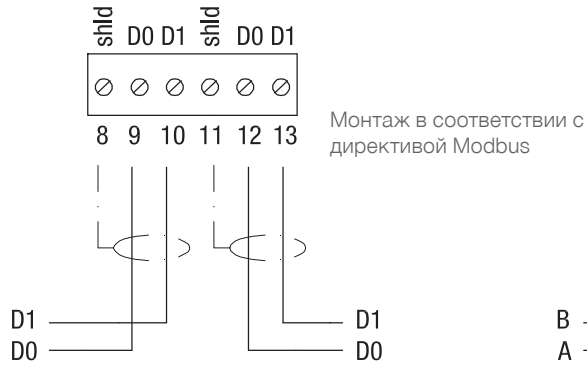 shld D0 D1 shld D0 D1
8 9 10 11 12 13
Монтаж в соответствии с
директивой Modbus
D1 D1 B
D0 D0 A